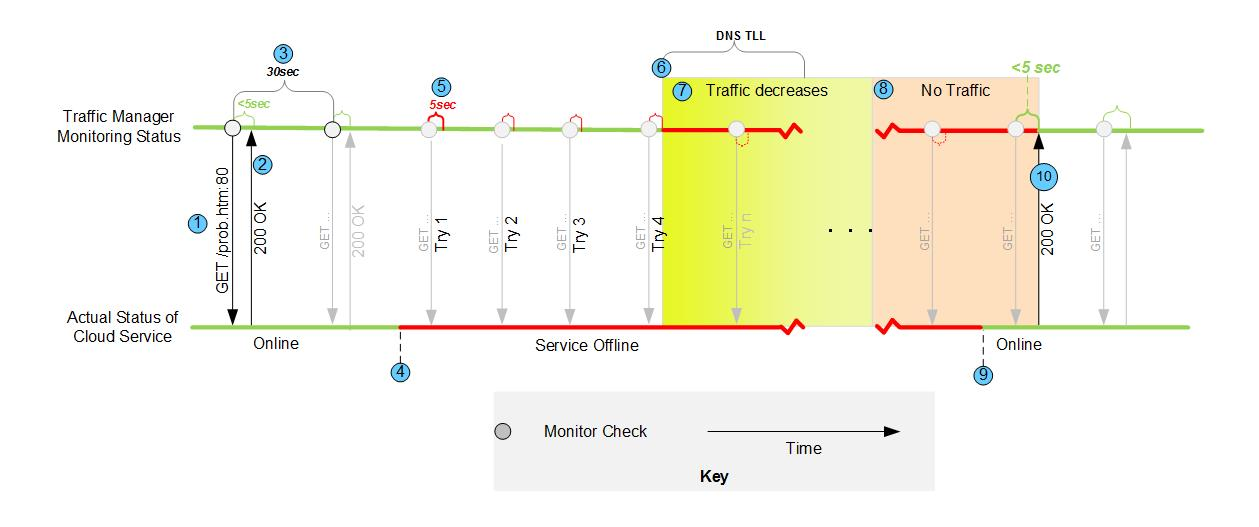 DNS TLL
3
30sec
6
<5 sec
5
7
Traffic decreases
8
No Traffic
<5sec
5sec
Traffic Manager
Monitoring Status
2
10
1
GET /prob.htm:80
200 OK
GET ...
200 OK
GET ...
Try 1
GET ...
Try 2
GET ...
Try 3
GET ...
Try 4
GET ...
Try n
. . .
GET ...
GET ...
200 OK
GET ...
Actual Status of
Cloud Service
Online
Service Offline
Online
4
9
Monitor Check
Time
Key